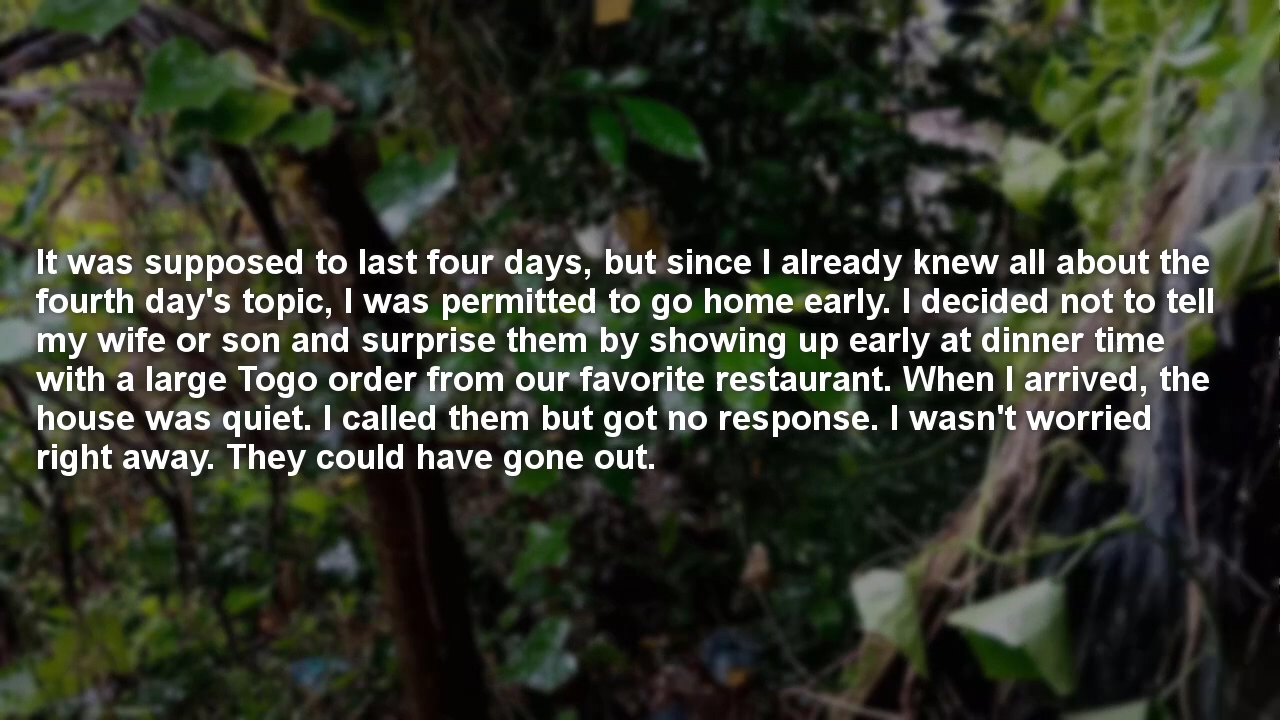 It was supposed to last four days, but since I already knew all about the
fourth day's topic, I was permitted to go home early. I decided not to tell
my wife or son and surprise them by showing up early at dinner time
with a large Togo order from our favorite restaurant. When I arrived, the
house was quiet. I called them but got no response. I wasn't worried
right away. They could have gone out.